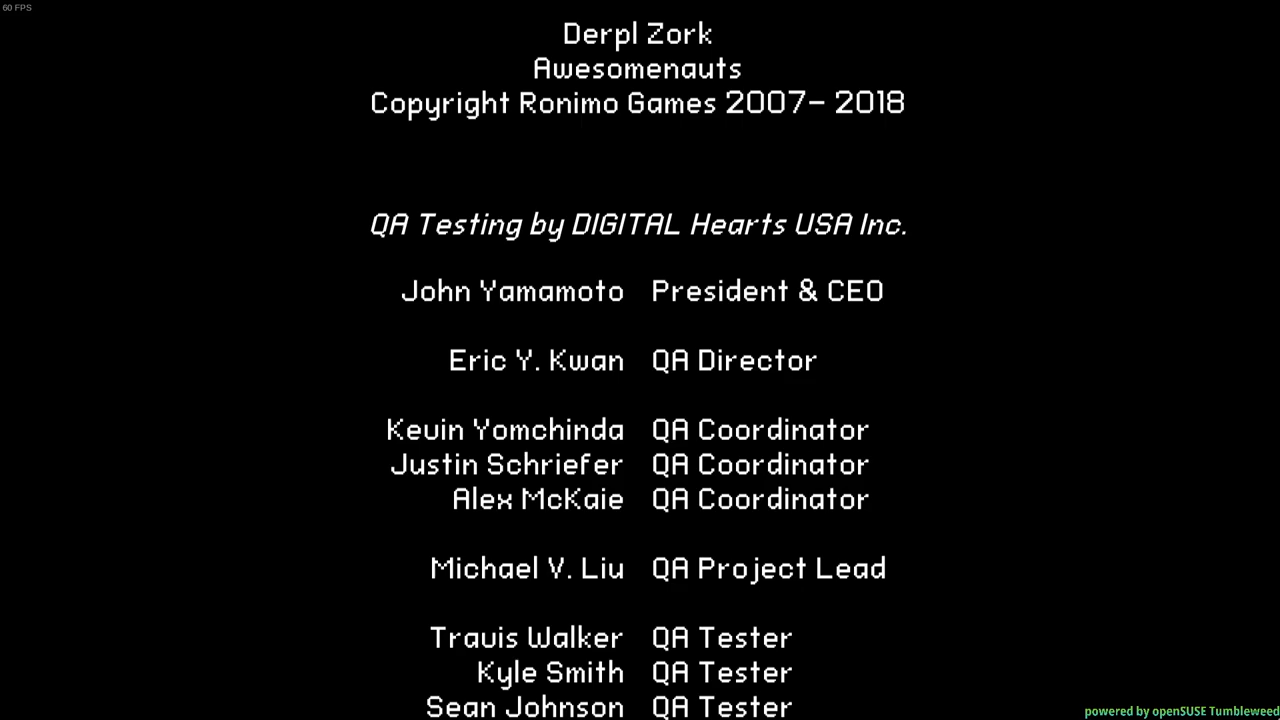 60 FPS
Derpl Zork
Awesomenauts
Copyright Ronimo Games 2007- 2018
QA Testing by DIGITAL Hearts USA Inc.
John Yamamoto President & CEO
Eric Y. Kwan QA Director
Kevin Yomchinda QA Coordinator
Justin Schriefer QA Coordinator
Alex McKaie QA Coordinator
Michael V. Liu QA Project Lead
Travis Walker QA Tester
Kyle Smith QA Tester
Sean Johnson QA Tester
powered by openSUSE Tumbleweed